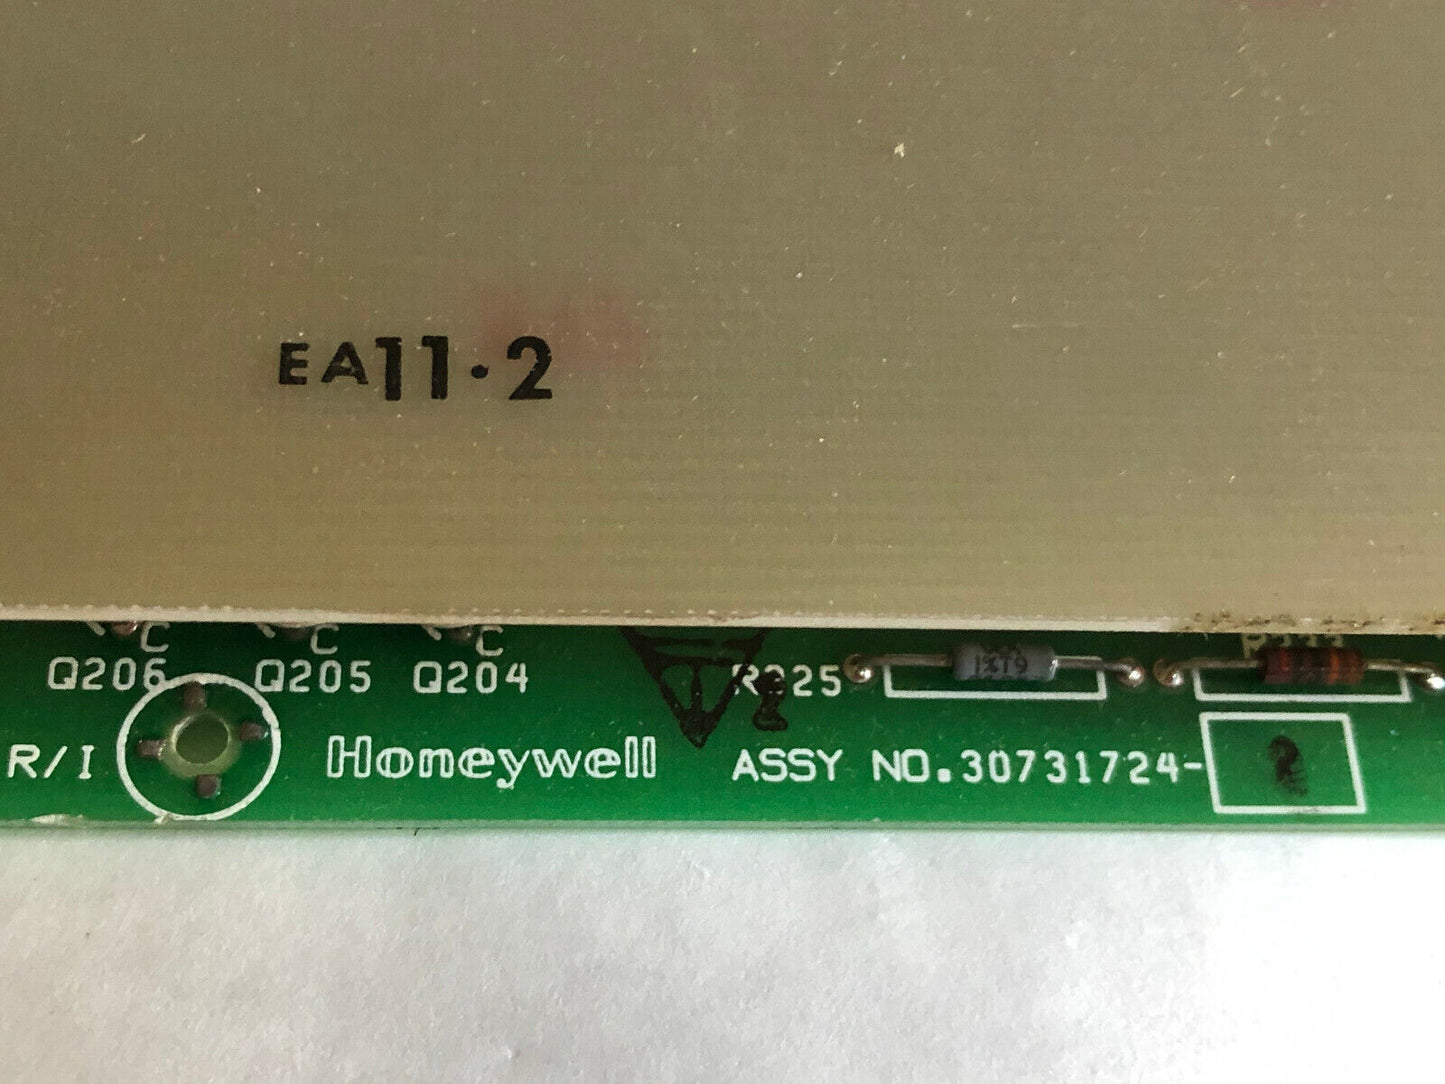 EA11·2
C C C
Q206 Q205 Q204
R225
R/I Honeywell ASSY NO.30731724-